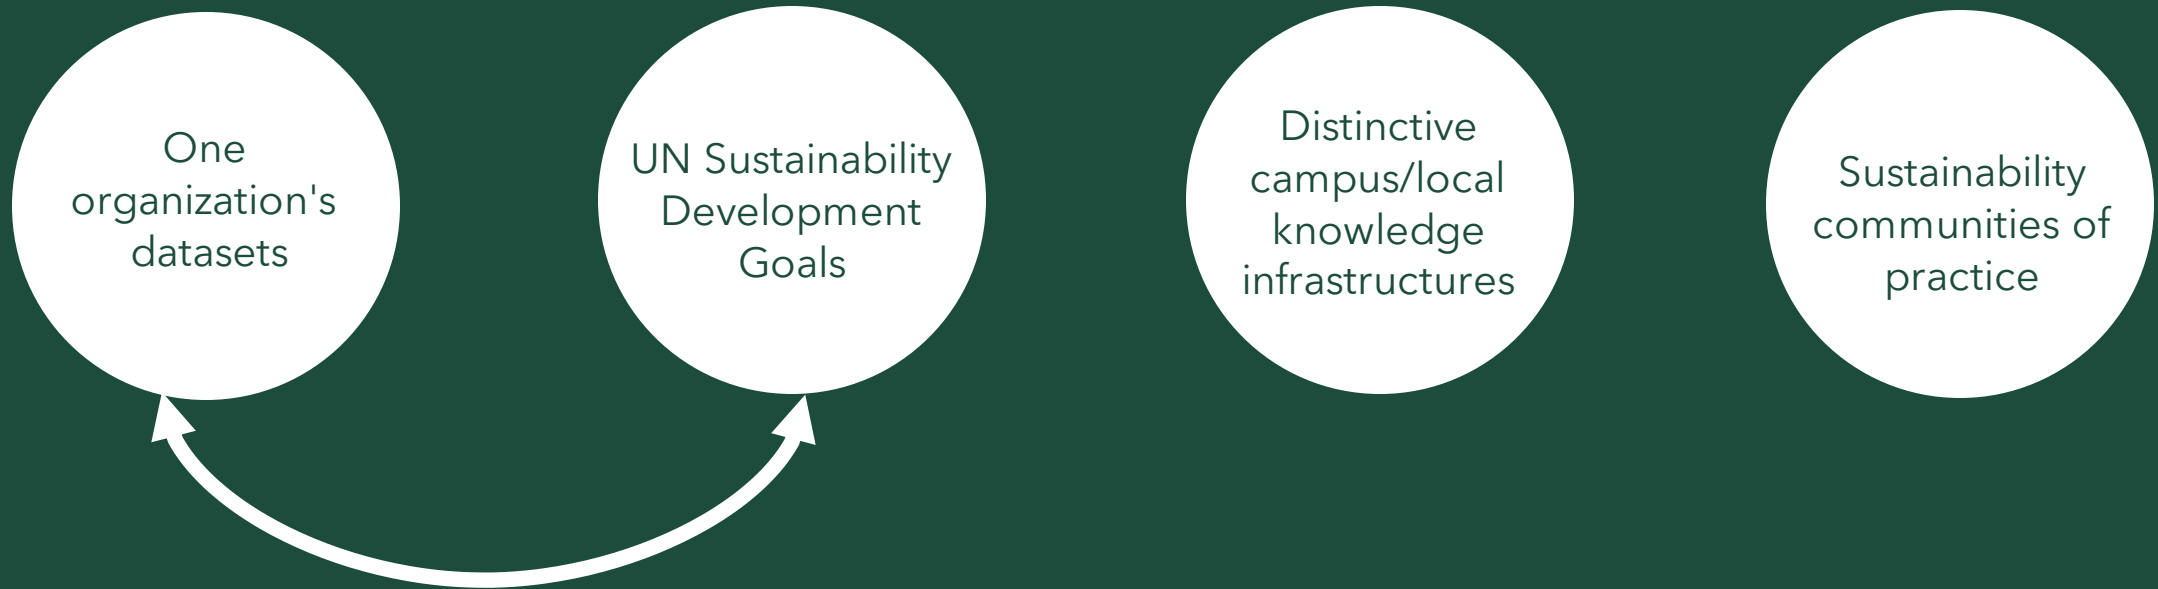 One
organization's
datasets
UN Sustainability
Development
Goals
Distinctive
campus/local
knowledge
infrastructures
Sustainability
communities of
practice